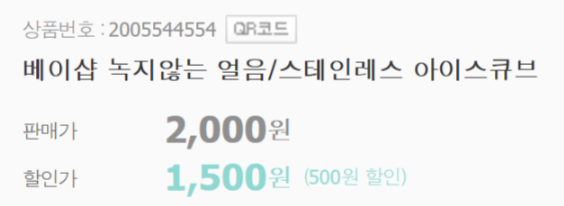 상품번호 : 2005544554 QR코드
베이샵 녹지않는 얼음/스테인레스 아이스큐브
판매가 2,000원
할인가 1,500원 (500원 할인)